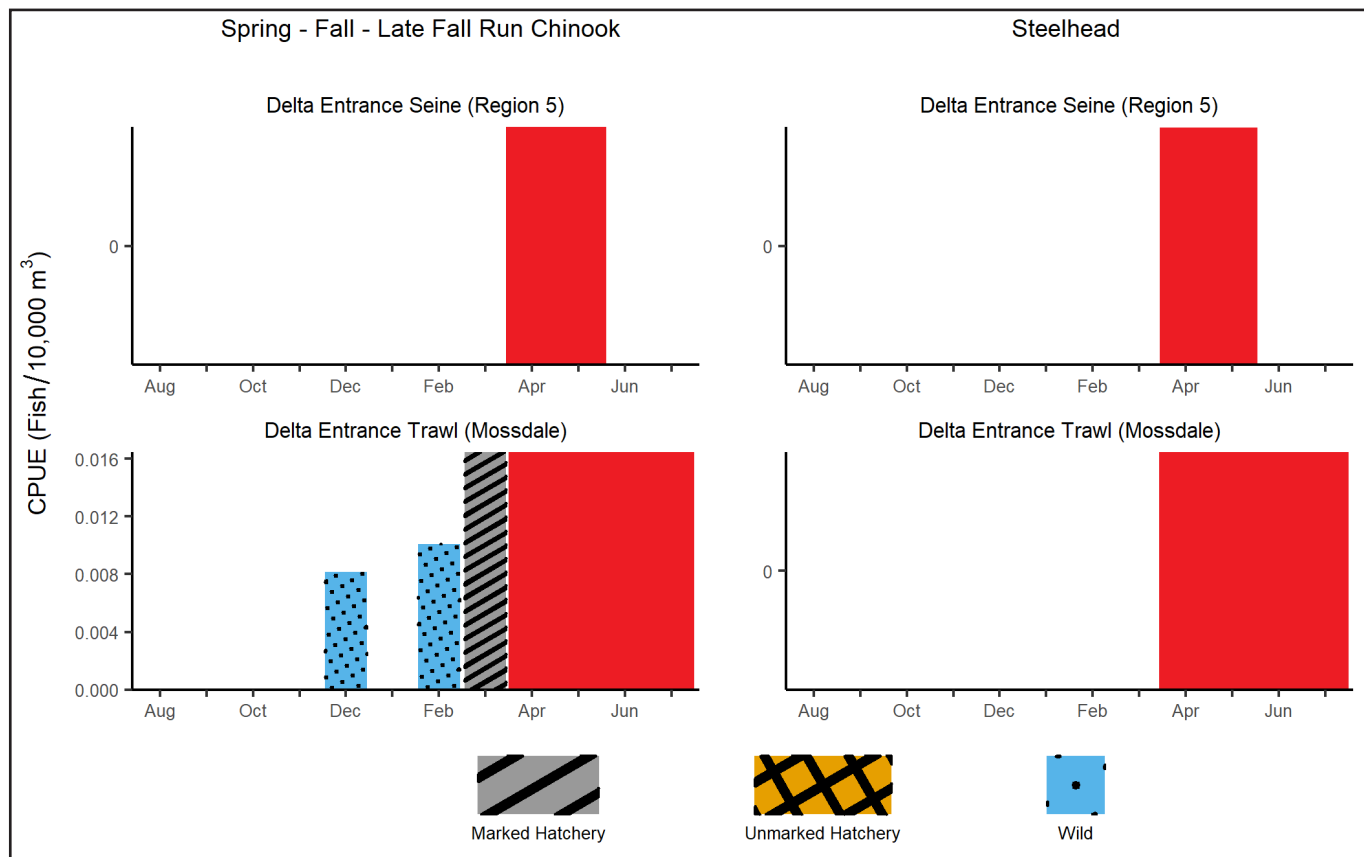 Spring - Fall - Late Fall Run Chinook
Steelhead
Delta Entrance Seine (Region 5)
Delta Entrance Seine (Region 5)
CPUE (Fish/10,000 m³)
0
Aug Oct Dec Feb Apr Jun
0
Aug Oct Dec Feb Apr Jun
Delta Entrance Trawl (Mossdale)
Delta Entrance Trawl (Mossdale)
0.016
0.012
0.008
0.004
0.000
Aug Oct Dec Feb Apr Jun
0
Aug Oct Dec Feb Apr Jun
Marked Hatchery
Unmarked Hatchery
Wild